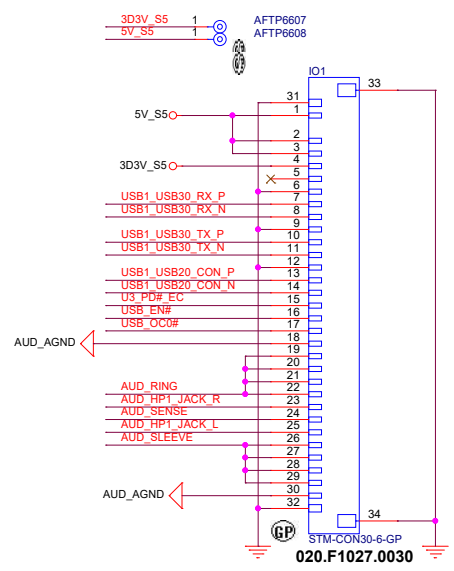 3D3V_S5 1 AFTP6607
5V_S5 1 AFTP6608
IO1
33
31
5V_S5 1
2
3
3D3V_S5 4
5
6
USB1_USB30_RX_P 7
USB1_USB30_RX_N 8
9
USB1_USB30_TX_P 10
USB1_USB30_TX_N 11
12
USB1_USB20_CON_P 13
USB1_USB20_CON_N 14
U3_PD#_EC 15
USB_EN# 16
USB_OC0# 17
AUD_AGND 18
19
20
21
AUD_RING 22
AUD_HP1_JACK_R 23
AUD_SENSE 24
AUD_HP1_JACK_L 25
AUD_SLEEVE 26
27
28
29
AUD_AGND 30
32
34
GP
STM-CON30-6-GP
020.F1027.0030